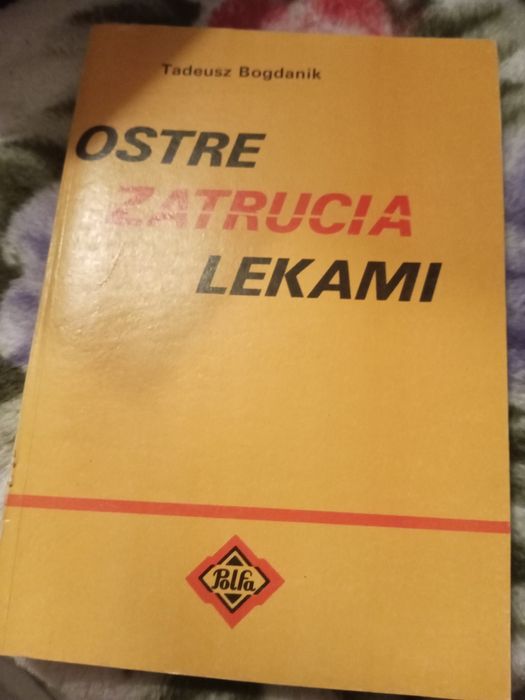 Tadeusz Bogdanik
OSTRE
ZATRUCIA
LEKAMI
Polfa